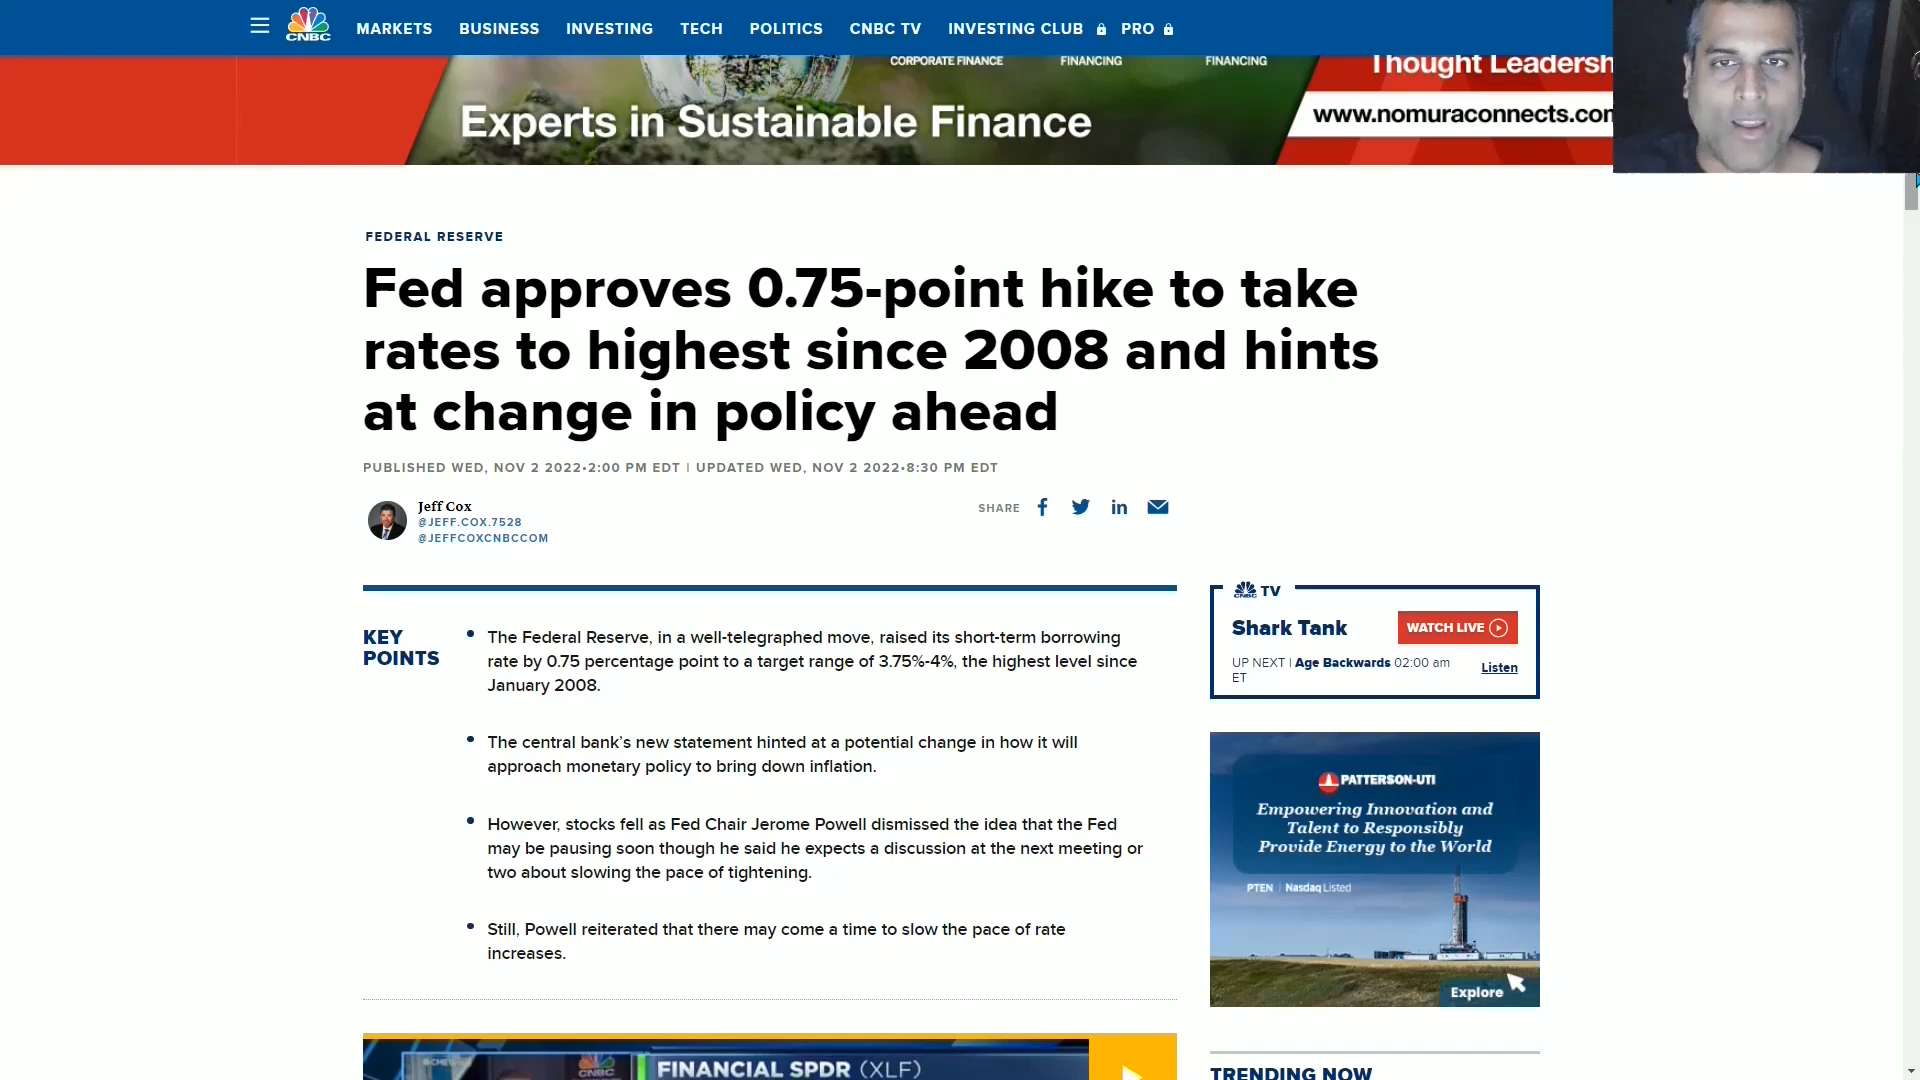 CNBC
MARKETS
BUSINESS
INVESTING
TECH
POLITICS
CNBC TV
INVESTING CLUB
PRO
CORPORATE FINANCE
FINANCING
FINANCING
Experts in Sustainable Finance
Thought Leadersh
www.nomuraconnects.com
FEDERAL RESERVE
Fed approves 0.75-point hike to take
rates to highest since 2008 and hints
at change in policy ahead
PUBLISHED WED, NOV 2 2022•2:00 PM EDT | UPDATED WED, NOV 2 2022•8:30 PM EDT
Jeff Cox
@JEFF.COX.7528
@JEFFCOXCNBCCOM
SHARE
KEY
POINTS
The Federal Reserve, in a well-telegraphed move, raised its short-term borrowing
rate by 0.75 percentage point to a target range of 3.75%-4%, the highest level since
January 2008.
The central bank’s new statement hinted at a potential change in how it will
approach monetary policy to bring down inflation.
However, stocks fell as Fed Chair Jerome Powell dismissed the idea that the Fed
may be pausing soon though he said he expects a discussion at the next meeting or
two about slowing the pace of tightening.
Still, Powell reiterated that there may come a time to slow the pace of rate
increases.
CNBC TV
Shark Tank
WATCH LIVE
UP NEXT | Age Backwards 02:00 am
ET
Listen
PATTERSON-UTI
Empowering Innovation and
Talent to Responsibly
Provide Energy to the World
PTEN | Nasdaq Listed
Explore
CNBC
FINANCIAL SPDR (XLF)
TRENDING NOW